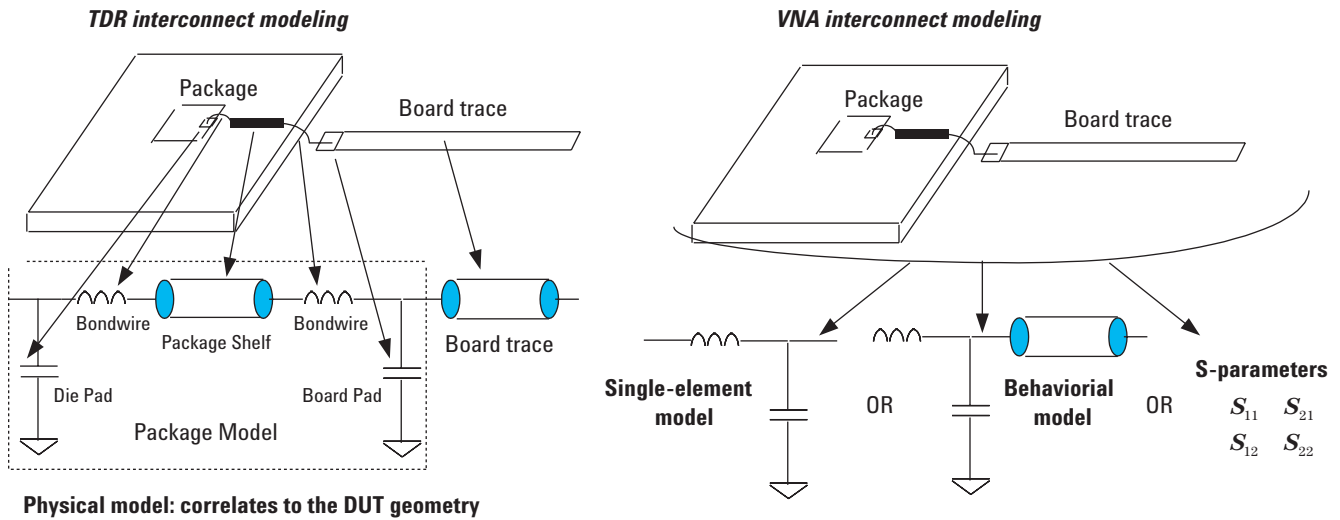 TDR interconnect modeling
Package
Board trace
Bondwire
Package Shelf
Bondwire
Board trace
Die Pad
Board Pad
Package Model
Physical model: correlates to the DUT geometry
VNA interconnect modeling
Package
Board trace
Single-element
model
OR
Behaviorial
model
OR
S-parameters
S11 S21
S12 S22